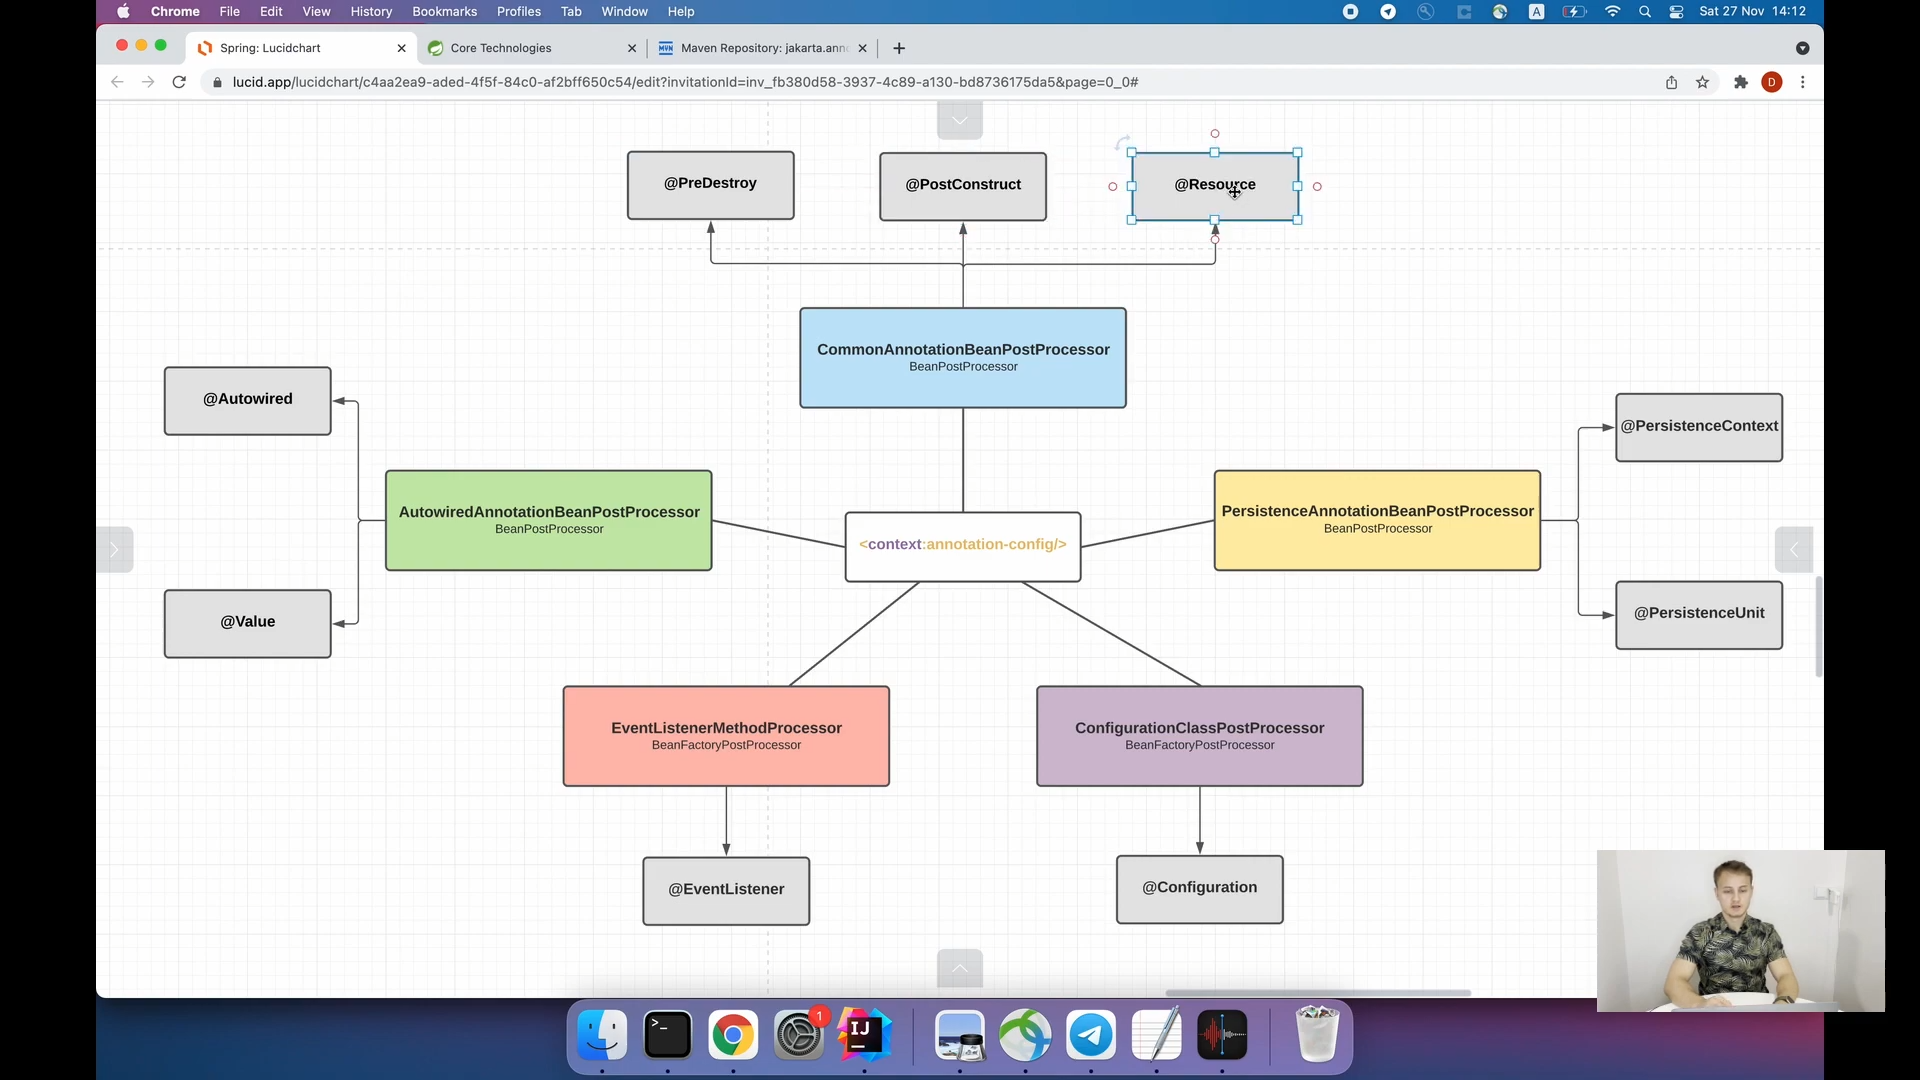 Chrome File Edit View History Bookmarks Profiles Tab Window Help
A
Sat 27 Nov 14:12
Spring: Lucidchart
Core Technologies
MVN Maven Repository: jakarta.ann
lucid.app/lucidchart/c4aa2ea9-aded-4f5f-84c0-af2bff650c54/edit?invitationId=inv_fb380d58-3937-4c89-a130-bd8736175da5&page=0_0#
D
@PreDestroy
@PostConstruct
@Resource
CommonAnnotationBeanPostProcessor
BeanPostProcessor
@Autowired
@PersistenceContext
AutowiredAnnotationBeanPostProcessor
BeanPostProcessor
PersistenceAnnotationBeanPostProcessor
BeanPostProcessor
<context:annotation-config/>
@Value
@PersistenceUnit
EventListenerMethodProcessor
BeanFactoryPostProcessor
ConfigurationClassPostProcessor
BeanFactoryPostProcessor
@EventListener
@Configuration
1
IJ